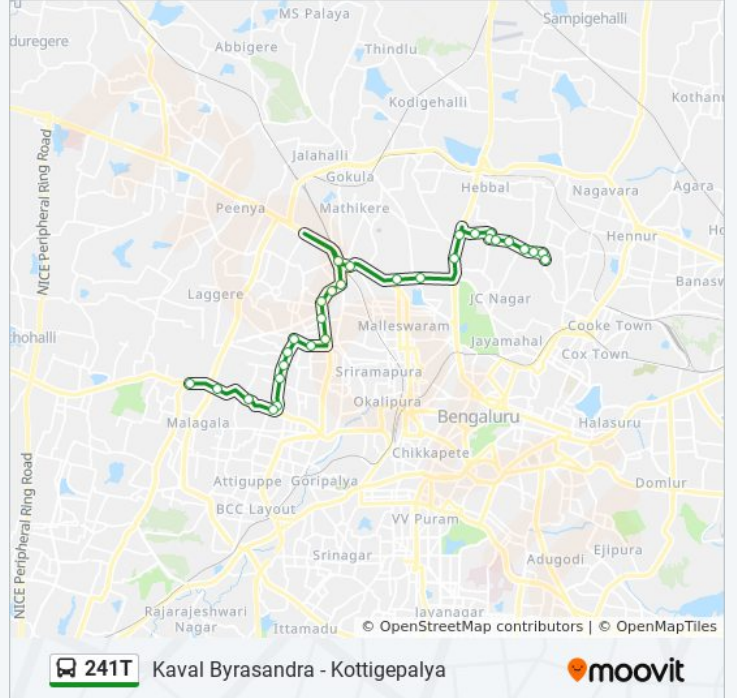 MS Palaya
Sampigehalli
duregere
Abbigere
Thindlu
Kodigehalli
Kothanu
Jalahalli
Gokula
Hebbal
Nagavara
Agara
Peenya
Mathikere
Hennur
NICE Peripheral Ring Road
Banasw
Laggere
JC Nagar
Malleswaram
Cooke Town
Jayamahal
Cox Town
hohalli
Sriramapura
Okalipura
Bengaluru
Malagala
Halasuru
Chikkapete
Attiguppe
Goripalya
Domlur
BCC Layout
VV Puram
NICE Peripheral Ring Road
Srinagar
Ejipura
Adugodi
Rajarajeshwari
Nagar
Ittamadu
Jayanagar
© OpenStreetMap contributors | © OpenMapTiles
241T Kaval Byrasandra - Kottigepalya
moovit